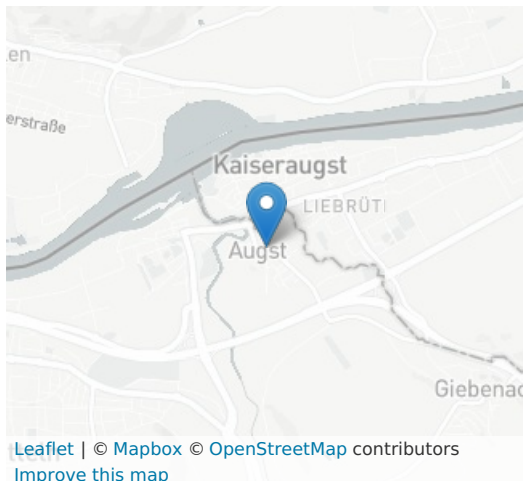 en
erstraße
Kaiseraugst
LIEBRÜTI
Augst
Giebenac
Leaflet | © Mapbox © OpenStreetMap contributors
Improve this map